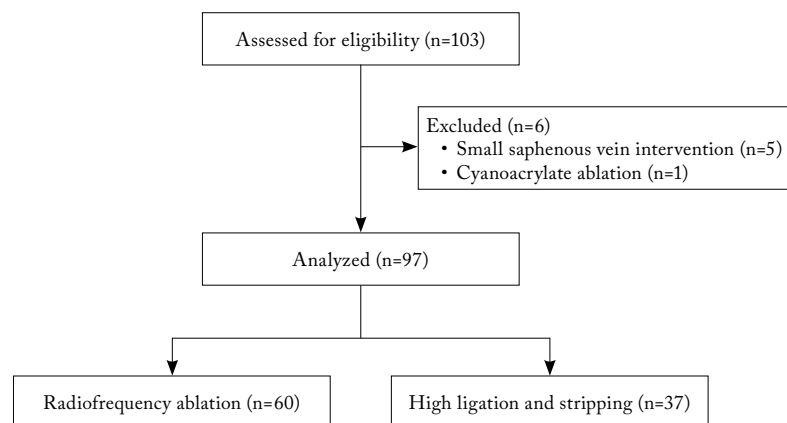 Assessed for eligibility (n=103)
Excluded (n=6)
• Small saphenous vein intervention (n=5)
• Cyanoacrylate ablation (n=1)
Analyzed (n=97)
Radiofrequency ablation (n=60)
High ligation and stripping (n=37)